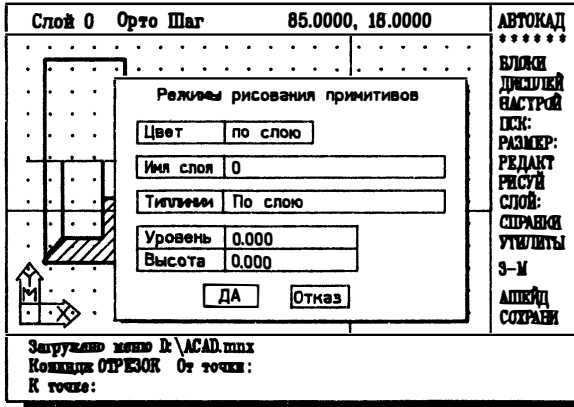 Слой 0 Орто Шаг 85.0000, 18.0000
АВТОКАД
* * * * * *
БЛОКИ
ДИСПЛЕЙ
НАСТРОЙ
ПСК:
РАЗМЕР:
РЕДАКТ
РИСУЙ
СЛОЙ:
СПРАВКИ
УТИЛИТЫ
3-М
АШЕЙД
СОХРАНИ
Режимы рисования примитивов
Цвет по слою
Имя слоя 0
Типлинии По слою
Уровень 0.000
Высота 0.000
ДА Отказ
Y
М
X
Загружено меню D:\ACAD.mnx
Команда: ОТРЕЗОК От точки:
К точке: